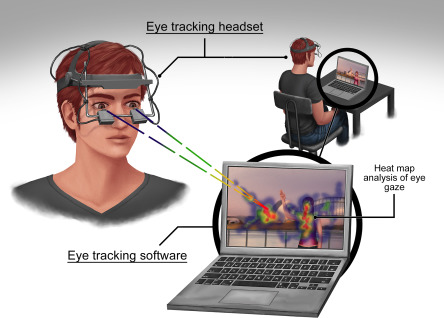 Eye tracking headset
Heat map
analysis of eye
gaze
Eye tracking software